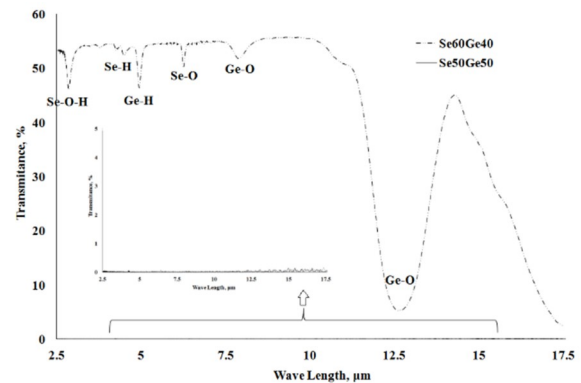 60
50
40
30
20
10
0
Transmitance, %
Se60Ge40
Se50Ge50
Se-O-H
Se-H
Ge-H
Se-O
Ge-O
Ge-O
5
4
3
2
1
0
Transmitance, %
2.5 5 7.5 10 12.5 15 17.5
Wave Length, µm
2.5 5 7.5 10 12.5 15 17.5
Wave Length, µm